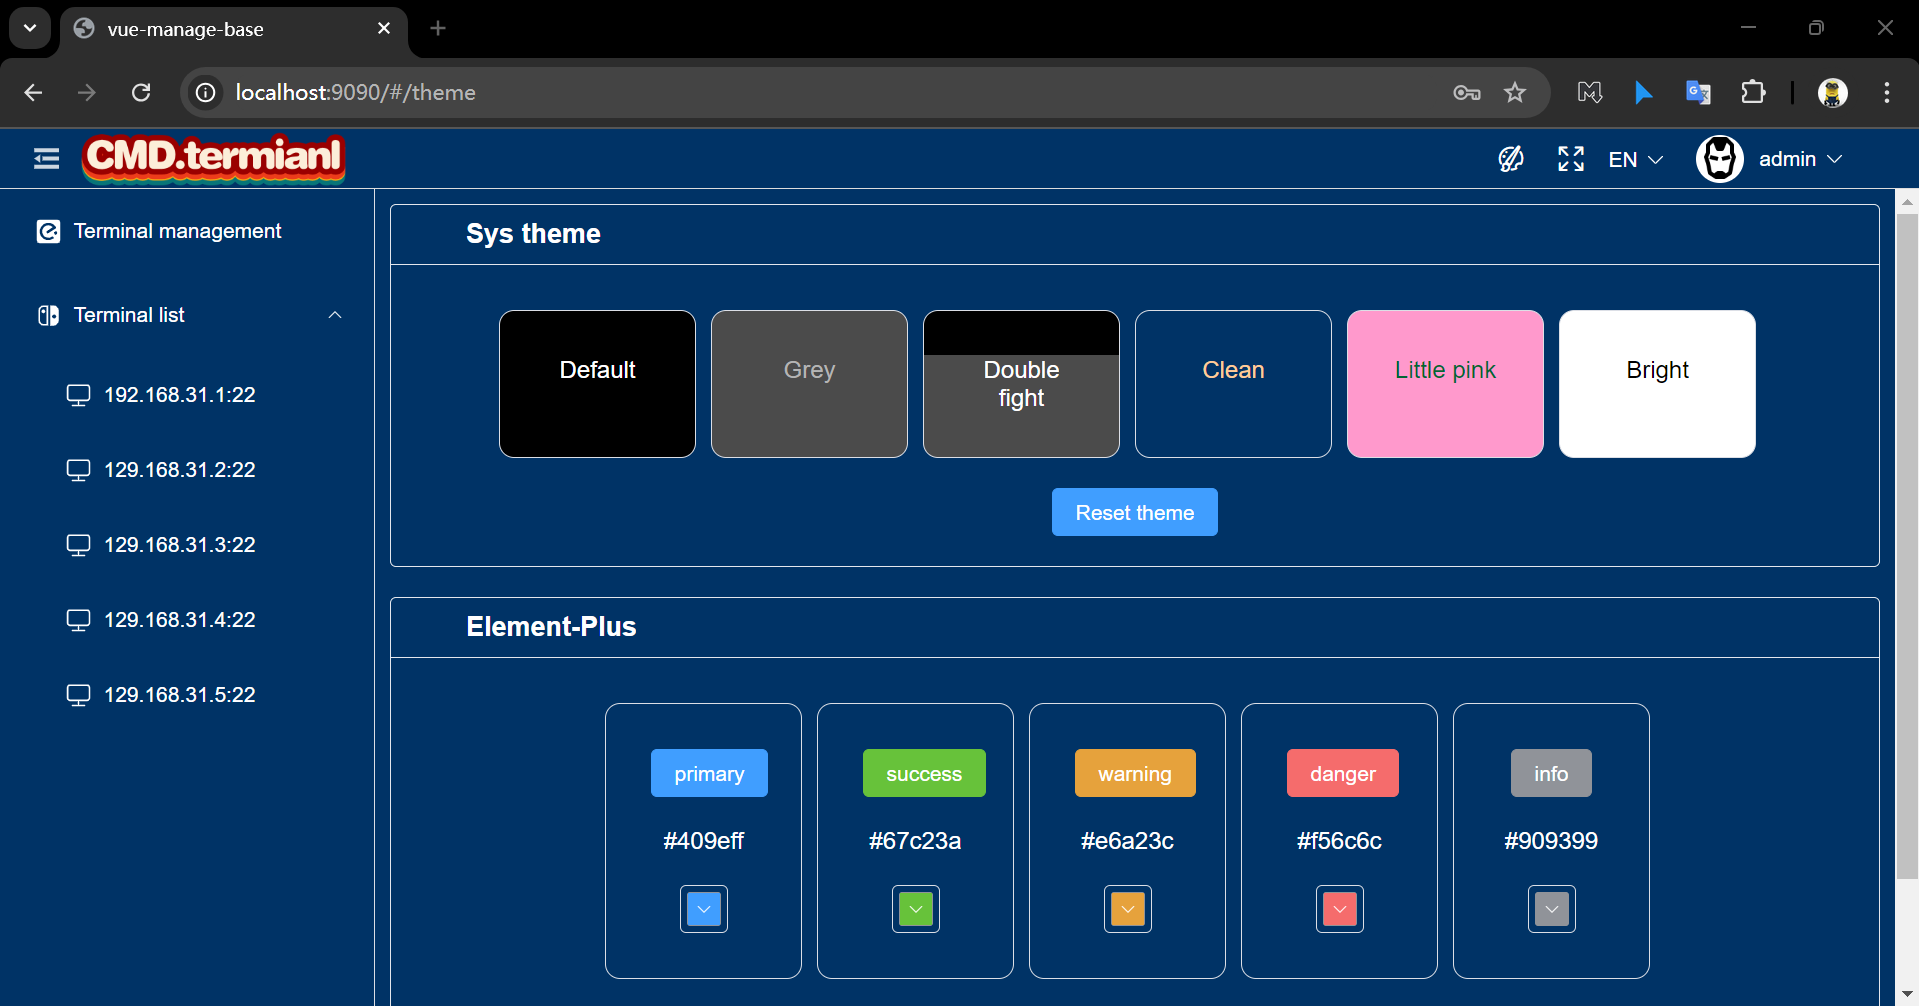 vue-manage-base
localhost:9090/#/theme
CMD.termianl
EN
admin
Terminal management
Terminal list
192.168.31.1:22
129.168.31.2:22
129.168.31.3:22
129.168.31.4:22
129.168.31.5:22
Sys theme
Default
Grey
Double
fight
Clean
Little pink
Bright
Reset theme
Element-Plus
primary
success
warning
danger
info
#409eff
#67c23a
#e6a23c
#f56c6c
#909399